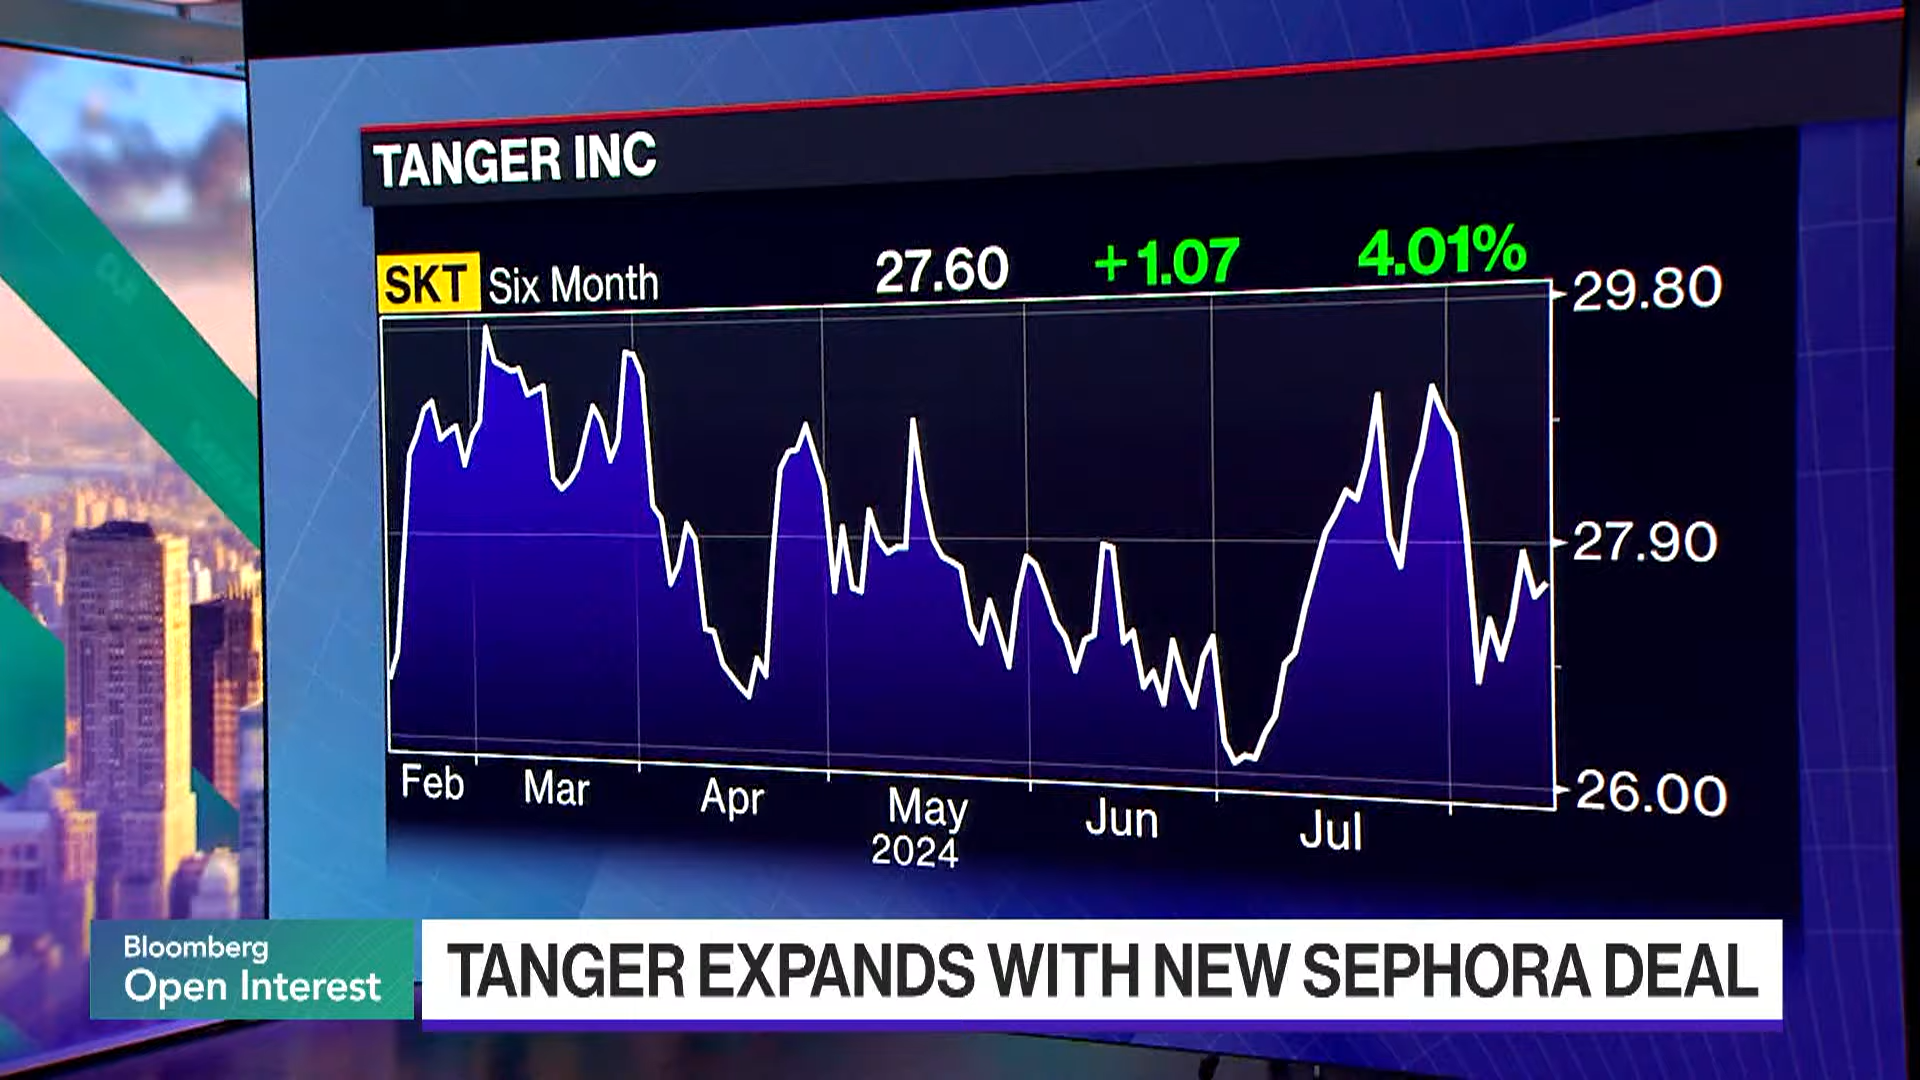 TANGER INC
SKT Six Month 27.60 +1.07 4.01%
29.80
27.90
26.00
Feb Mar Apr May Jun Jul
2024
Bloomberg
Open Interest
TANGER EXPANDS WITH NEW SEPHORA DEAL